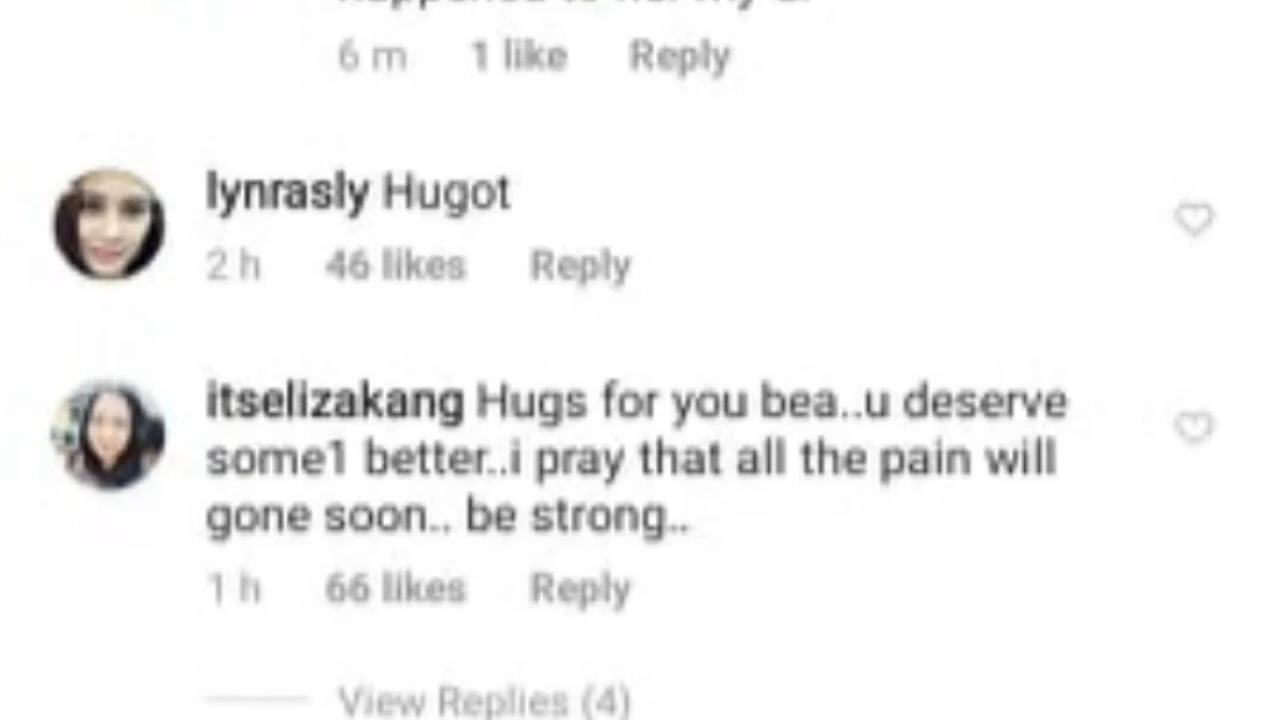 6 m 1 like Reply
lynrasly Hugot
2 h 46 likes Reply
itselizakang Hugs for you bea..u deserve
some1 better..i pray that all the pain will
gone soon.. be strong..
1 h 66 likes Reply
View Replies (4)